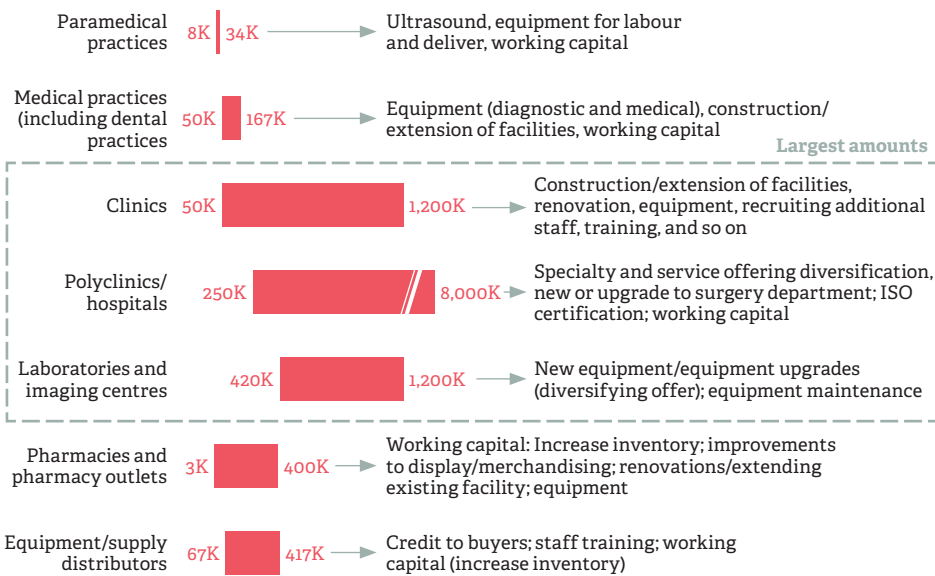 Paramedical
practices
8K 34K
Ultrasound, equipment for labour
and deliver, working capital
Medical practices
(including dental
practices
50K 167K
Equipment (diagnostic and medical), construction/
extension of facilities, working capital
Largest amounts
Clinics
50K 1,200K
Construction/extension of facilities,
renovation, equipment, recruiting additional
staff, training, and so on
Polyclinics/
hospitals
250K 8,000K
Specialty and service offering diversification,
new or upgrade to surgery department; ISO
certification; working capital
Laboratories and
imaging centres
420K 1,200K
New equipment/equipment upgrades
(diversifying offer); equipment maintenance
Pharmacies and
pharmacy outlets
3K 400K
Working capital: Increase inventory; improvements
to display/merchandising; renovations/extending
existing facility; equipment
Equipment/supply
distributors
67K 417K
Credit to buyers; staff training; working
capital (increase inventory)